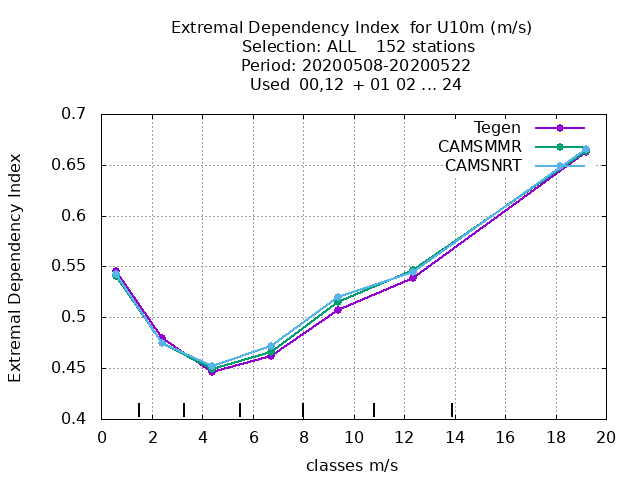 Extremal Dependency Index  for U10m (m/s)
Selection: ALL    152 stations
Period: 20200508-20200522
Used  00,12  + 01 02 ... 24
Extremal Dependency Index
0.7
0.65
0.6
0.55
0.5
0.45
0.4
Tegen
CAMSMMR
CAMSNRT
0 2 4 6 8 10 12 14 16 18 20
classes m/s